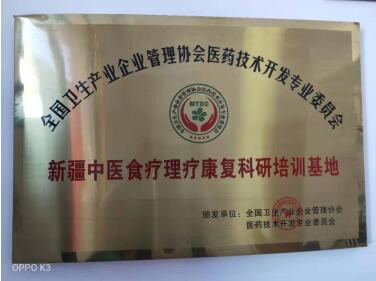 全国卫生产业企业管理协会医药技术开发专业委员会
MTDC
新疆中医食疗理疗康复科研培训基地
颁发单位：全国卫生产业企业管理协会
医药技术开发专业委员会
OPPO K3